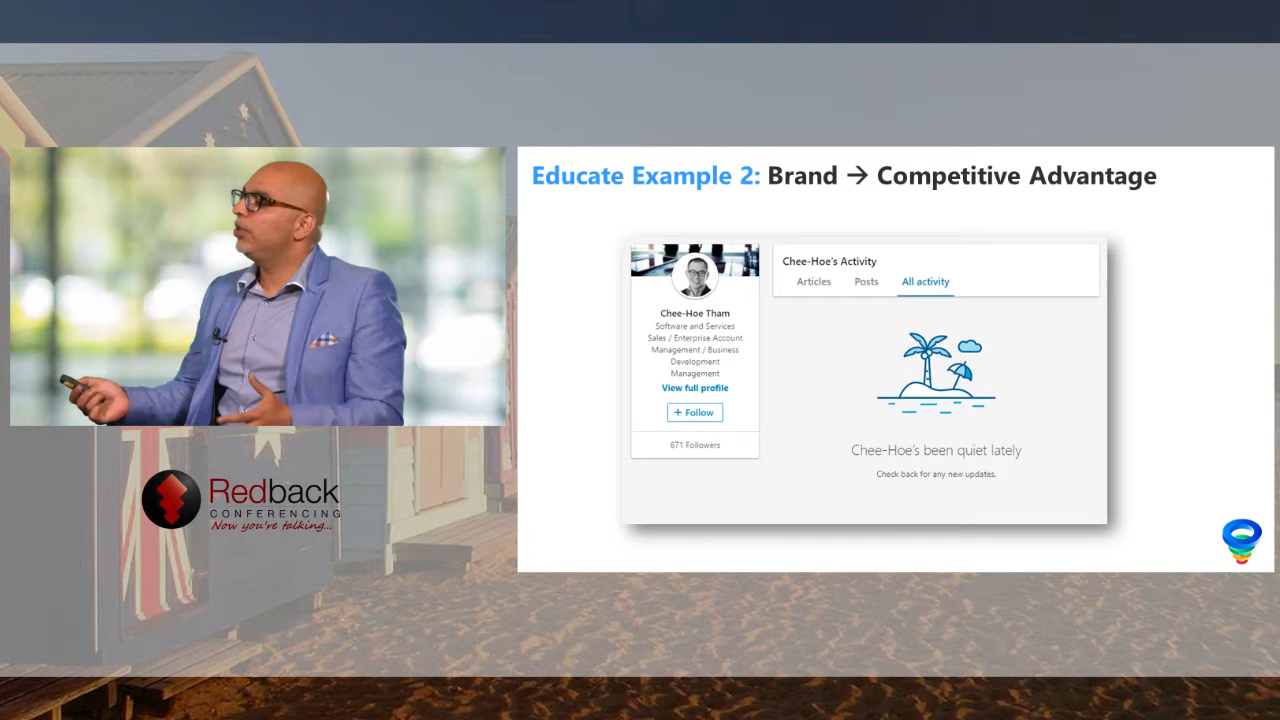 Educate Example 2: Brand → Competitive Advantage
Chee-Hoe Tham
Software and Services
Sales / Enterprise Account
Management / Business
Development
Management
View full profile
+ Follow
671 Followers
Chee-Hoe's Activity
Articles Posts All activity
Chee-Hoe's been quiet lately
Check back for any new updates.
Redback
CONFERENCING
Now you're talking...